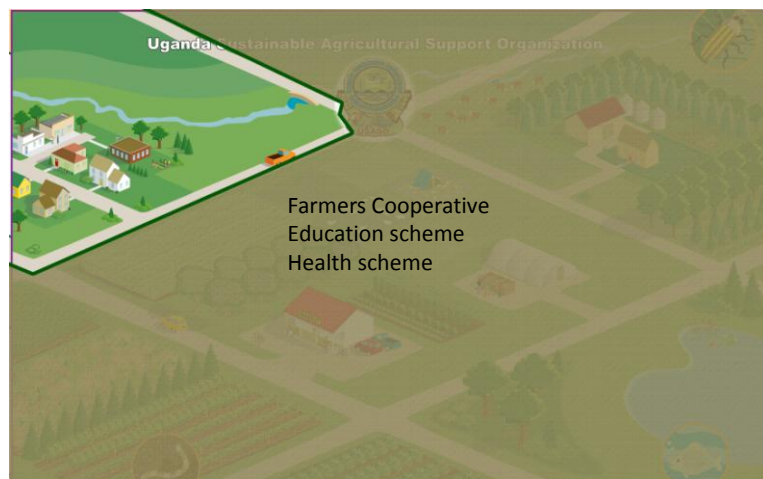 Uganda Sustainable Agricultural Support Organization
Farmers Cooperative
Education scheme
Health scheme